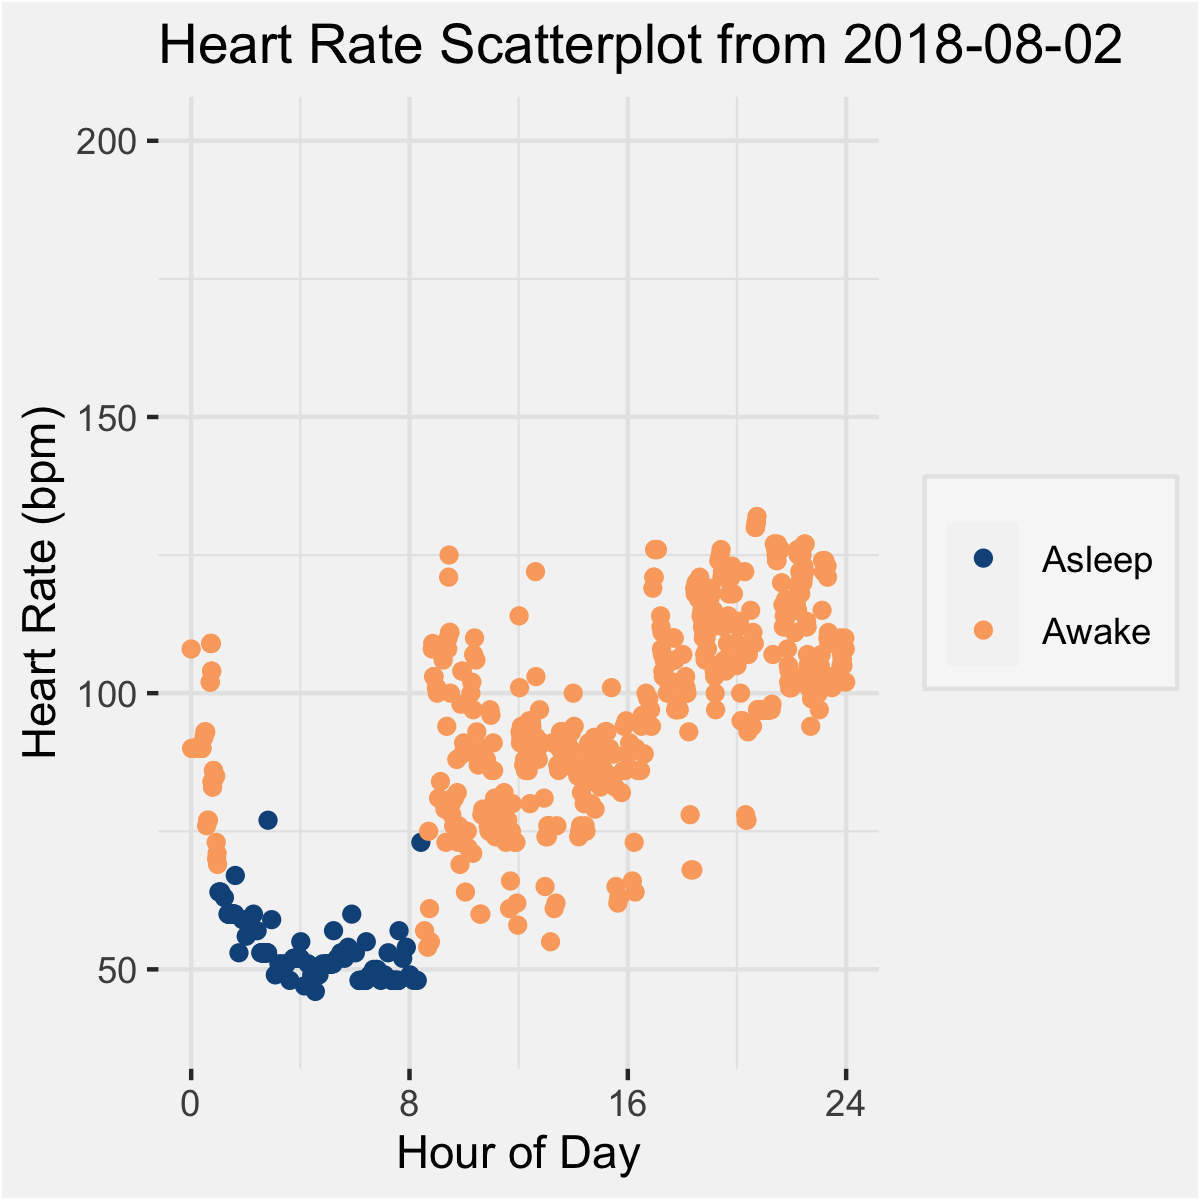 Heart Rate Scatterplot from 2018-08-02
200
150
100
50
Heart Rate (bpm)
0 8 16 24
Hour of Day
Asleep
Awake